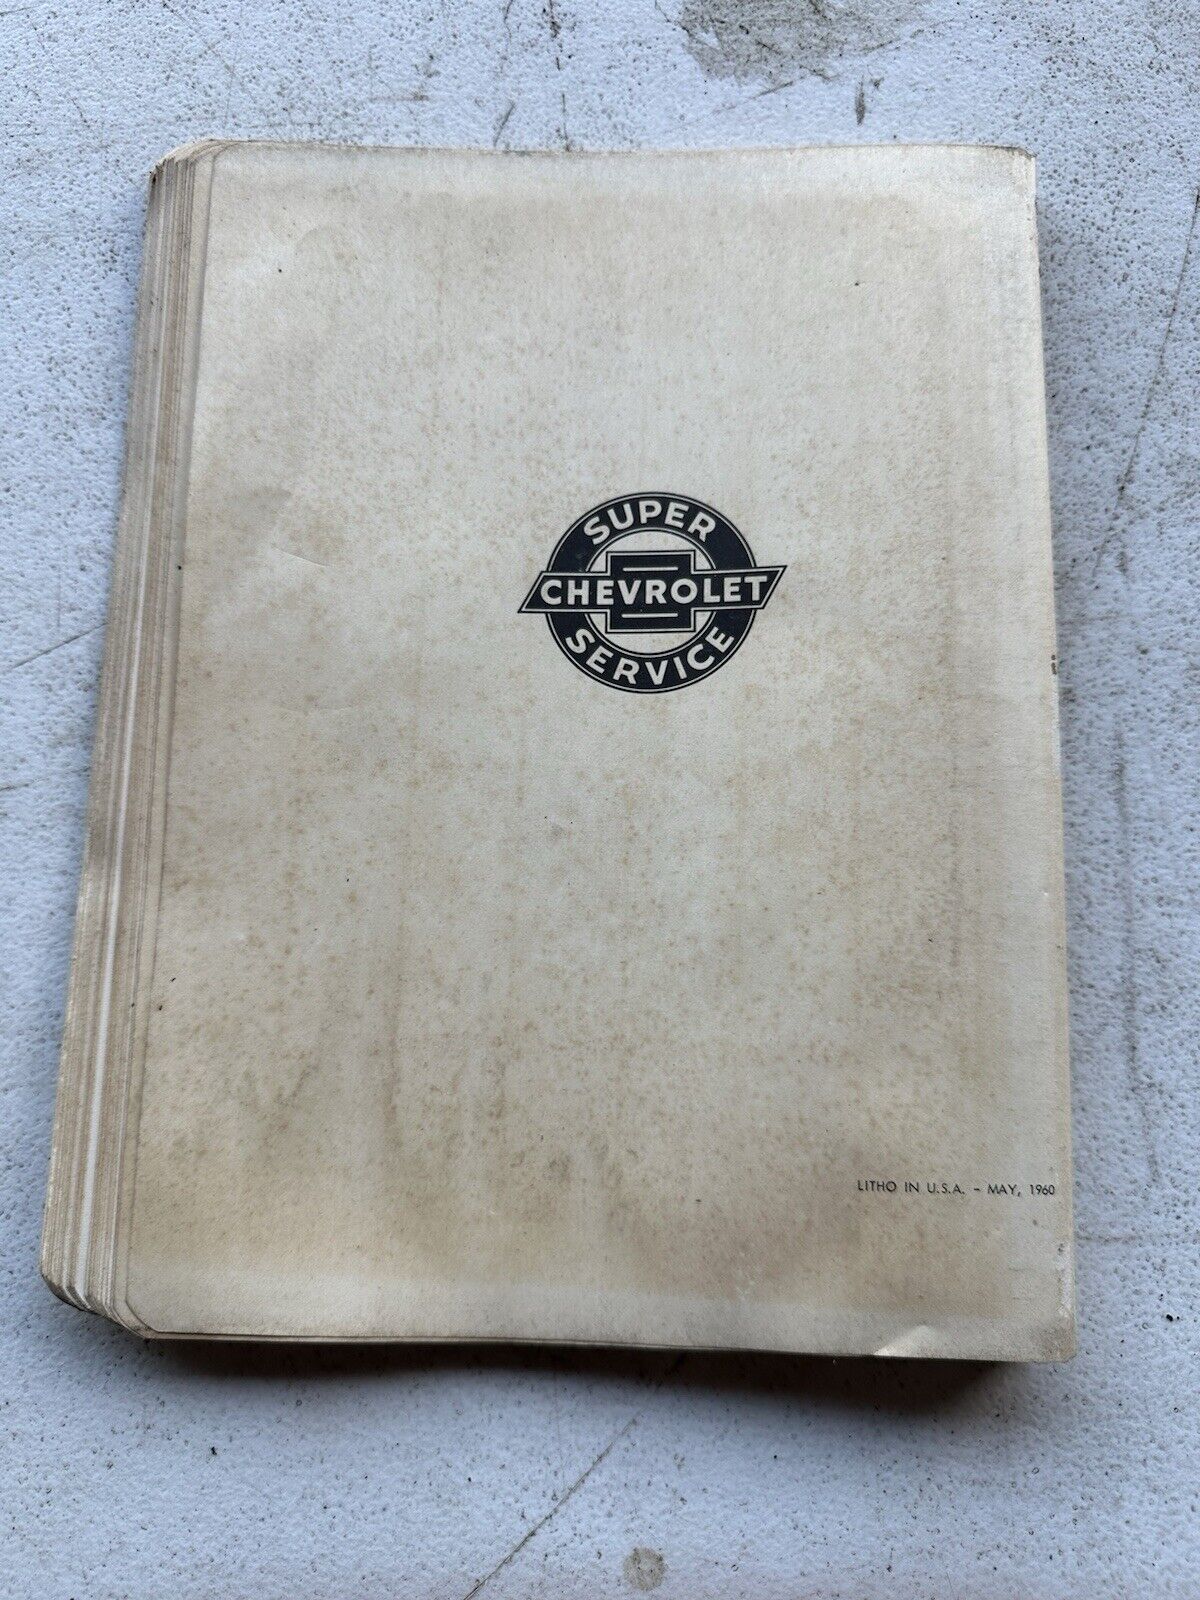 SUPER
CHEVROLET
SERVICE
LITHO IN U.S.A. – MAY, 1960